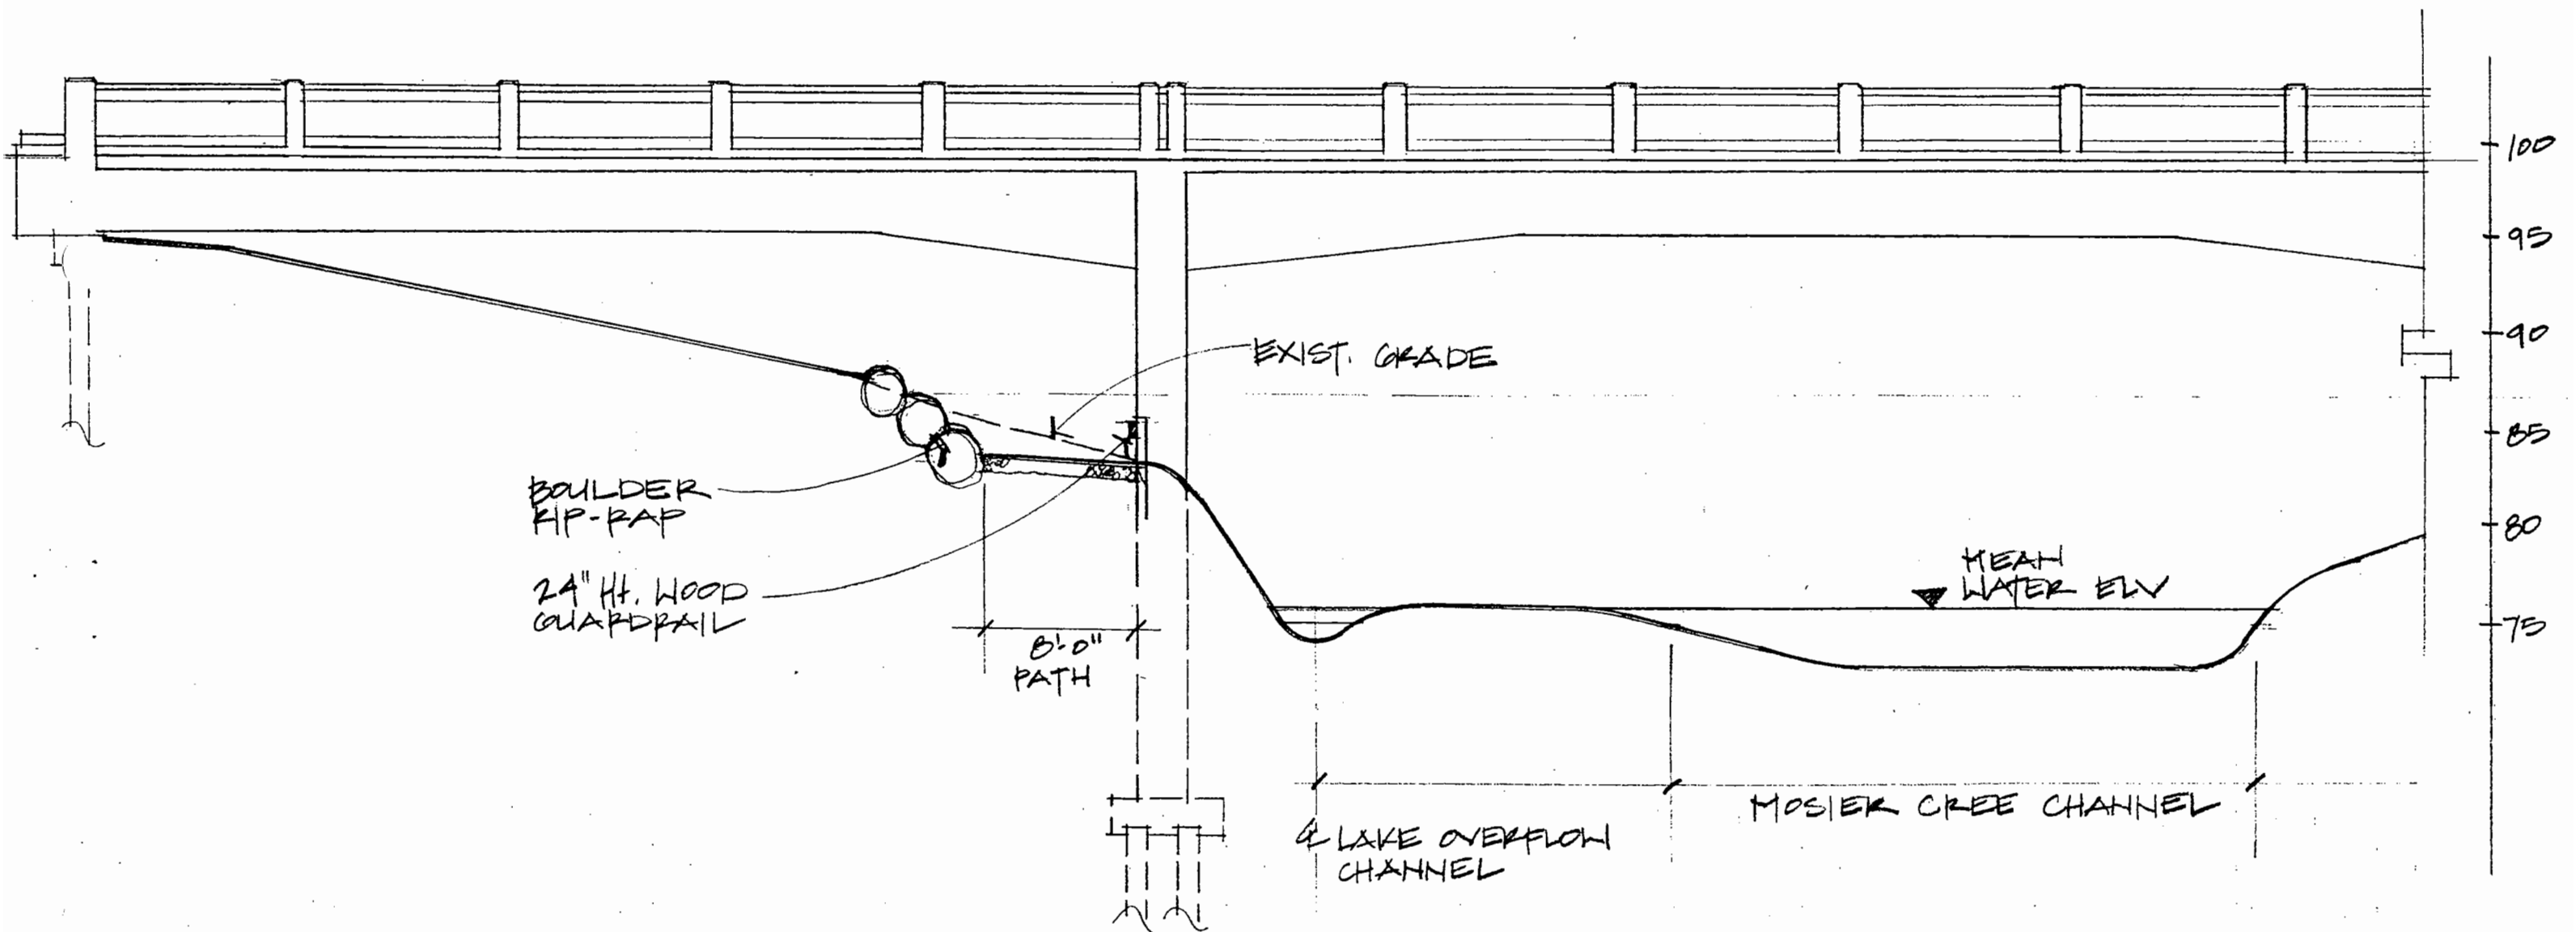 100
95
90
85
80
75
EXIST. GRADE
BOULDER
RIP-RAP
24" Ht. WOOD
GUARDRAIL
8'-0"
PATH
MEAN
WATER ELV
MOSIER CREE CHANNEL
℄ LAKE OVERFLOW
CHANNEL